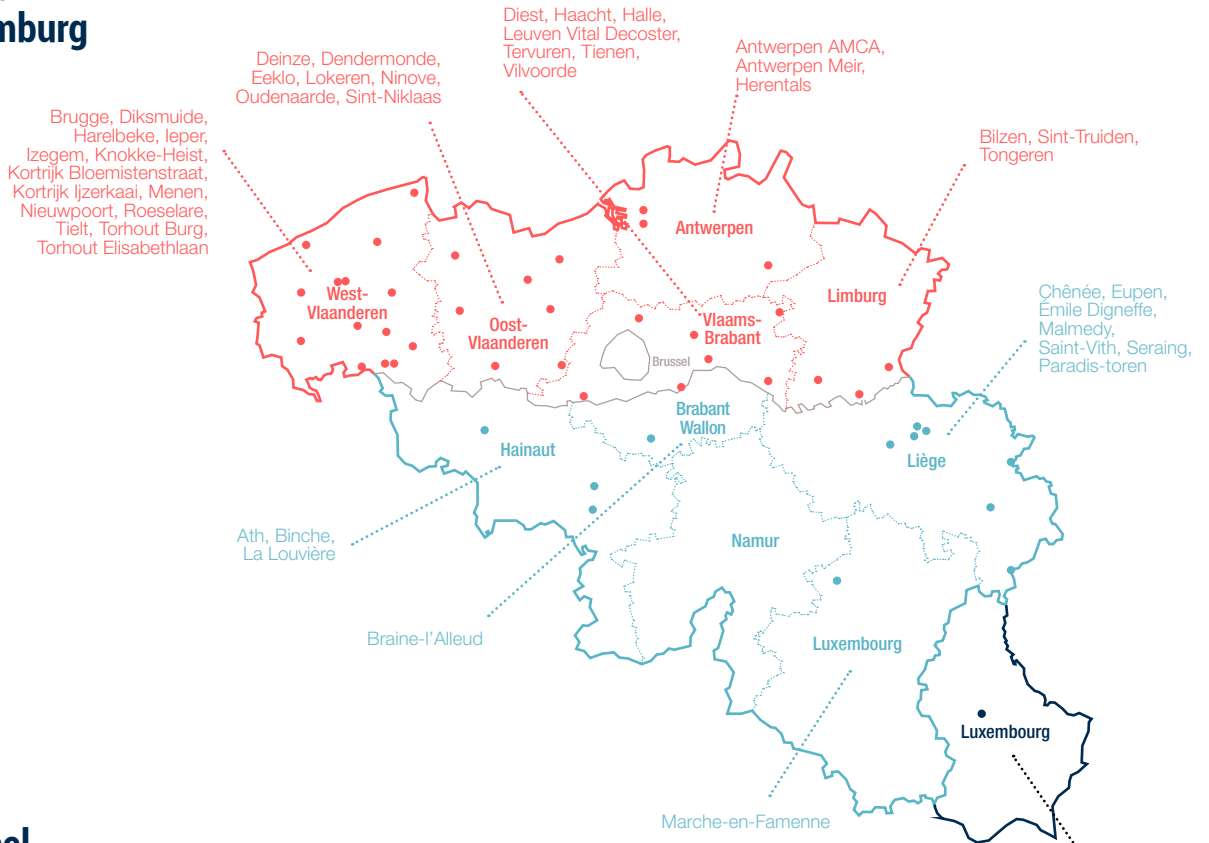 mburg
Diest, Haacht, Halle,
Leuven Vital Decoster,
Tervuren, Tienen,
Vilvoorde
Deinze, Dendermonde,
Eeklo, Lokeren, Ninove,
Oudenaarde, Sint-Niklaas
Antwerpen AMCA,
Antwerpen Meir,
Herentals
Brugge, Diksmuide,
Harelbeke, Ieper,
Izegem, Knokke-Heist,
Kortrijk Bloemistenstraat,
Kortrijk Ijzerkaai, Menen,
Nieuwpoort, Roeselare,
Tielt, Torhout Burg,
Torhout Elisabethlaan
Bilzen, Sint-Truiden,
Tongeren
Antwerpen
West-
Vlaanderen
Oost-
Vlaanderen
Vlaams-
Brabant
Limburg
Brussel
Chênée, Eupen,
Émile Digneffe,
Malmedy,
Saint-Vith, Seraing,
Paradis-toren
Brabant
Wallon
Hainaut
Liège
Ath, Binche,
La Louvière
Namur
Braine-l'Alleud
Luxembourg
Luxembourg
Marche-en-Famenne